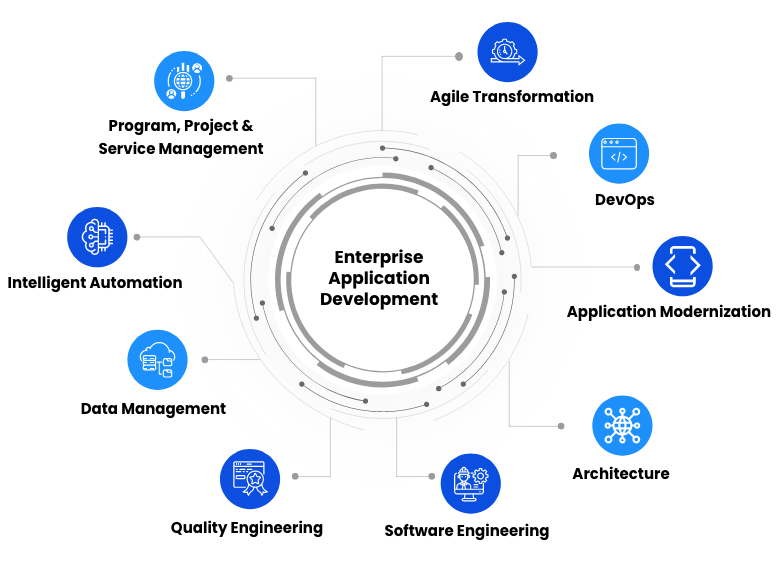 Agile Transformation
Program, Project &
Service Management
DevOps
Enterprise
Application
Development
Intelligent Automation
Application Modernization
Data Management
Architecture
Quality Engineering
Software Engineering